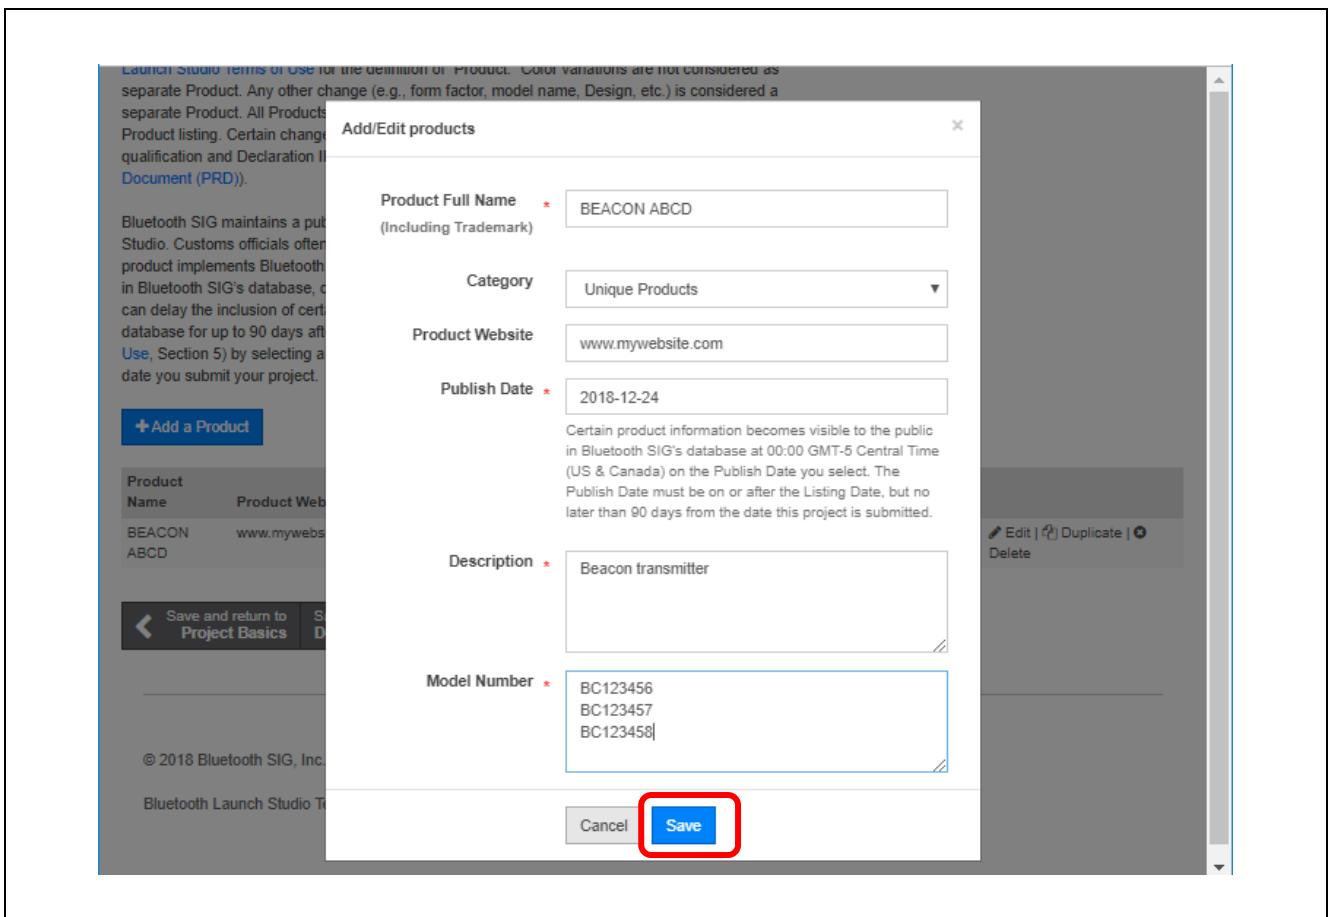 Launch Studio Terms of Use for the definition of "Product." Color variations are not considered as
separate Product. Any other change (e.g., form factor, model name, Design, etc.) is considered a
separate Product. All Products
Product listing. Certain change
qualification and Declaration I
Document (PRD)).
Bluetooth SIG maintains a pub
Studio. Customs officials often
product implements Bluetooth
in Bluetooth SIG's database, c
can delay the inclusion of cert
database for up to 90 days aft
Use, Section 5) by selecting a
date you submit your project.
Add a Product
Product
Name Product Web
BEACON www.mywebs
ABCD
Edit | Duplicate |
Delete
Save and return to
Project Basics
S
D
© 2018 Bluetooth SIG, Inc.
Bluetooth Launch Studio Te
Add/Edit products ×
Product Full Name *
(Including Trademark)
BEACON ABCD
Category
Unique Products
Product Website
www.mywebsite.com
Publish Date *
2018-12-24
Certain product information becomes visible to the public
in Bluetooth SIG's database at 00:00 GMT-5 Central Time
(US & Canada) on the Publish Date you select. The
Publish Date must be on or after the Listing Date, but no
later than 90 days from the date this project is submitted.
Description *
Beacon transmitter
Model Number *
BC123456
BC123457
BC123458
Cancel
Save